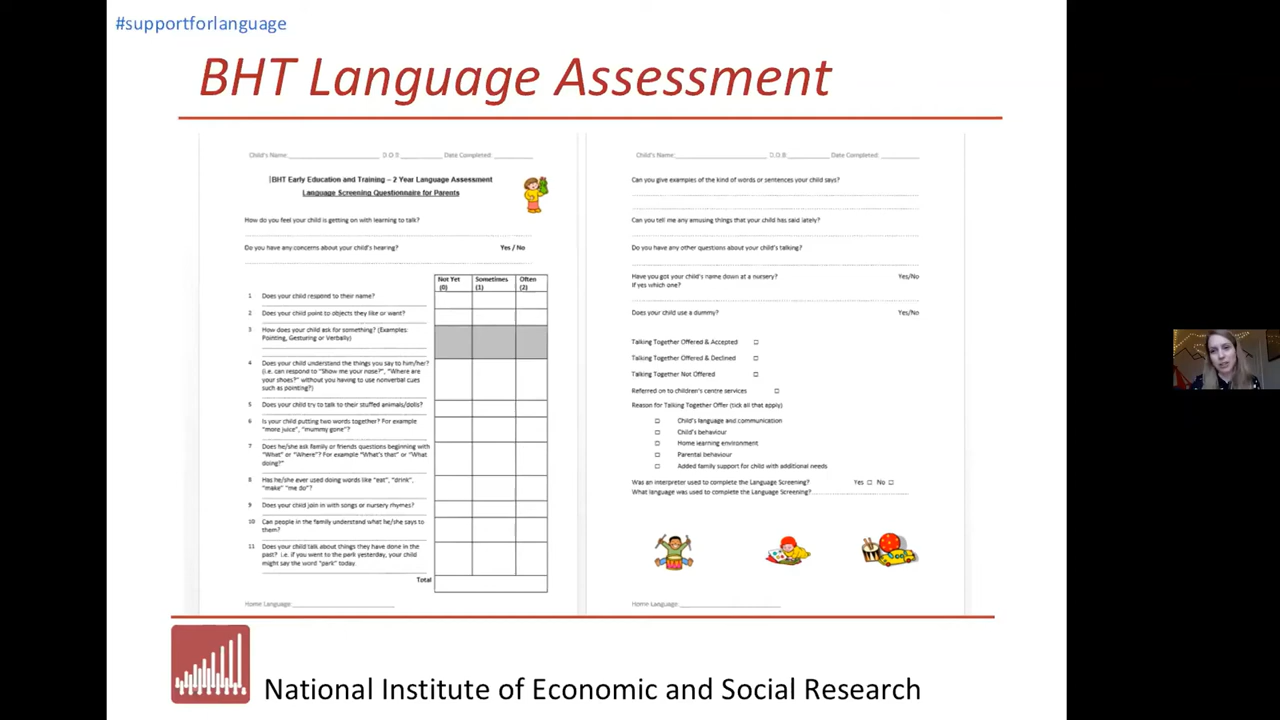 #supportforlanguage
BHT Language Assessment
Child's Name: D.O.B: Date Completed:
BHT Early Education and Training – 2 Year Language Assessment
Language Screening Questionnaire for Parents
How do you feel your child is getting on with learning to talk?
Do you have any concerns about your child's hearing? Yes / No
Not Yet (0) Sometimes (1) Often (2)
1 Does your child respond to their name?
2 Does your child point to objects they like or want?
3 How does your child ask for something? (Examples:
Pointing, Gesturing or Verbally)
4 Does your child understand the things you say to him/her?
(i.e. can respond to "Show me your nose?", "Where are
your shoes?" without you having to use nonverbal cues
such as pointing?)
5 Does your child try to talk to their stuffed animals/dolls?
6 Is your child putting two words together? For example
"more juice", "mummy gone"?
7 Does he/she ask family or friends questions beginning with
"What" or "Where"? For example "What's that" or "What
doing?"
8 Has he/she ever used doing words like "eat", "drink",
"make" "me do"?
9 Does your child join in with songs or nursery rhymes?
10 Can people in the family understand what he/she says to
them?
11 Does your child talk about things they have done in the
past? i.e. if you went to the park yesterday, your child
might say the word "park" today.
Total
Home Language:
Child's Name: D.O.B: Date Completed:
Can you give examples of the kind of words or sentences your child says?
Can you tell me any amusing things that your child has said lately?
Do you have any other questions about your child's talking?
Have you got your child's name down at a nursery? Yes/No
If yes which one?
Does your child use a dummy? Yes/No
Talking Together Offered & Accepted
Talking Together Offered & Declined
Talking Together Not Offered
Referred on to children's centre services
Reason for Talking Together Offer (tick all that apply)
Child's language and communication
Child's behaviour
Home learning environment
Parental behaviour
Added family support for child with additional needs
Was an interpreter used to complete the Language Screening? Yes No
What language was used to complete the Language Screening?
Home Language:
National Institute of Economic and Social Research